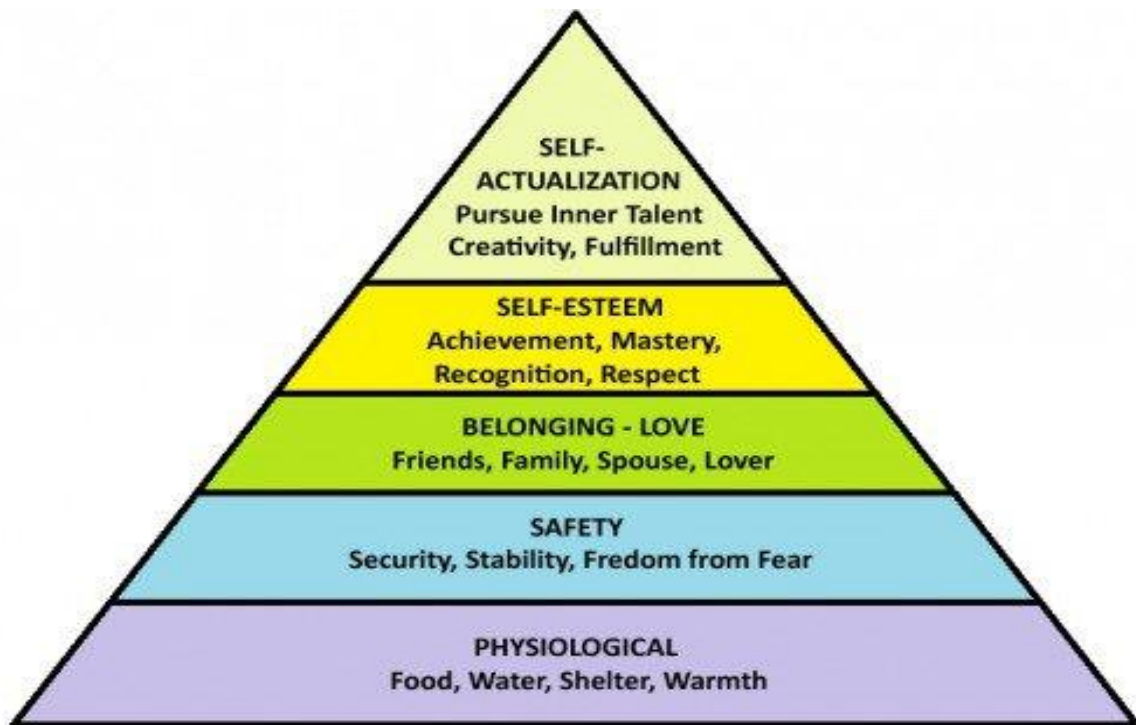 SELF-
ACTUALIZATION
Pursue Inner Talent
Creativity, Fulfillment
SELF-ESTEEM
Achievement, Mastery,
Recognition, Respect
BELONGING - LOVE
Friends, Family, Spouse, Lover
SAFETY
Security, Stability, Fredom from Fear
PHYSIOLOGICAL
Food, Water, Shelter, Warmth